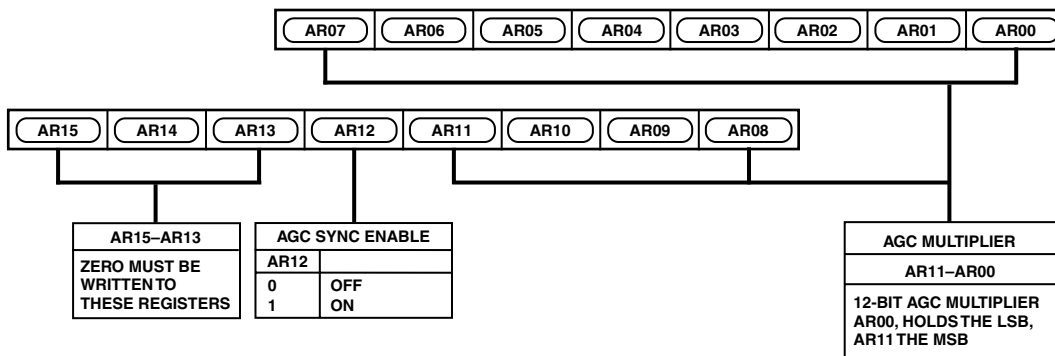 AR07 AR06 AR05 AR04 AR03 AR02 AR01 AR00
AR15 AR14 AR13 AR12 AR11 AR10 AR09 AR08
AR15–AR13
ZERO MUST BE
WRITTEN TO
THESE REGISTERS
AGC SYNC ENABLE
AR12
0 OFF
1 ON
AGC MULTIPLIER
AR11–AR00
12-BIT AGC MULTIPLIER
AR00, HOLDS THE LSB,
AR11 THE MSB